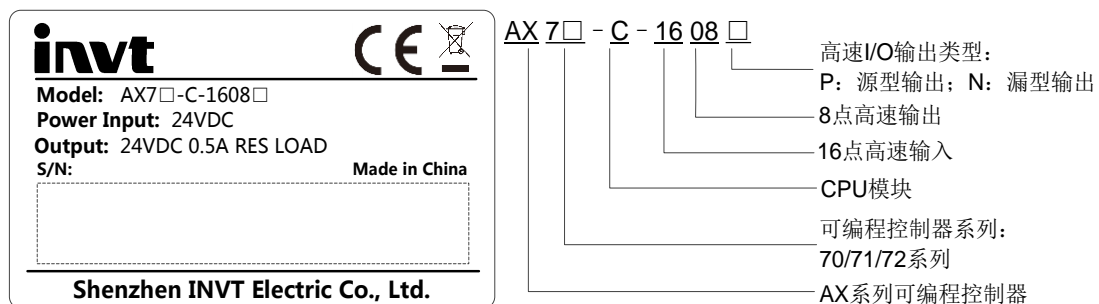 invt
CE
Model: AX7□-C-1608□
Power Input: 24VDC
Output: 24VDC 0.5A RES LOAD
S/N: Made in China
Shenzhen INVT Electric Co., Ltd.
AX 7□ - C - 16 08 □
高速I/O输出类型：
P：源型输出；N：漏型输出
8点高速输出
16点高速输入
CPU模块
可编程控制器系列：
70/71/72系列
AX系列可编程控制器